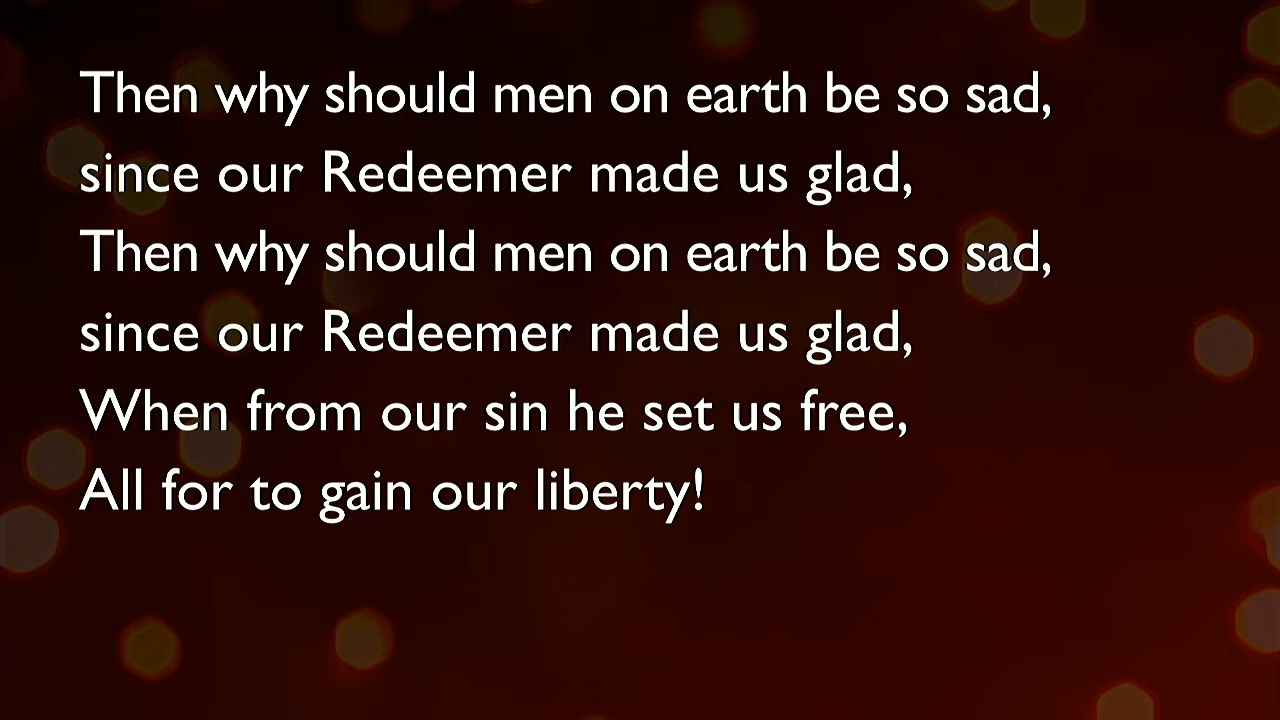 Then why should men on earth be so sad,
since our Redeemer made us glad,
Then why should men on earth be so sad,
since our Redeemer made us glad,
When from our sin he set us free,
All for to gain our liberty!